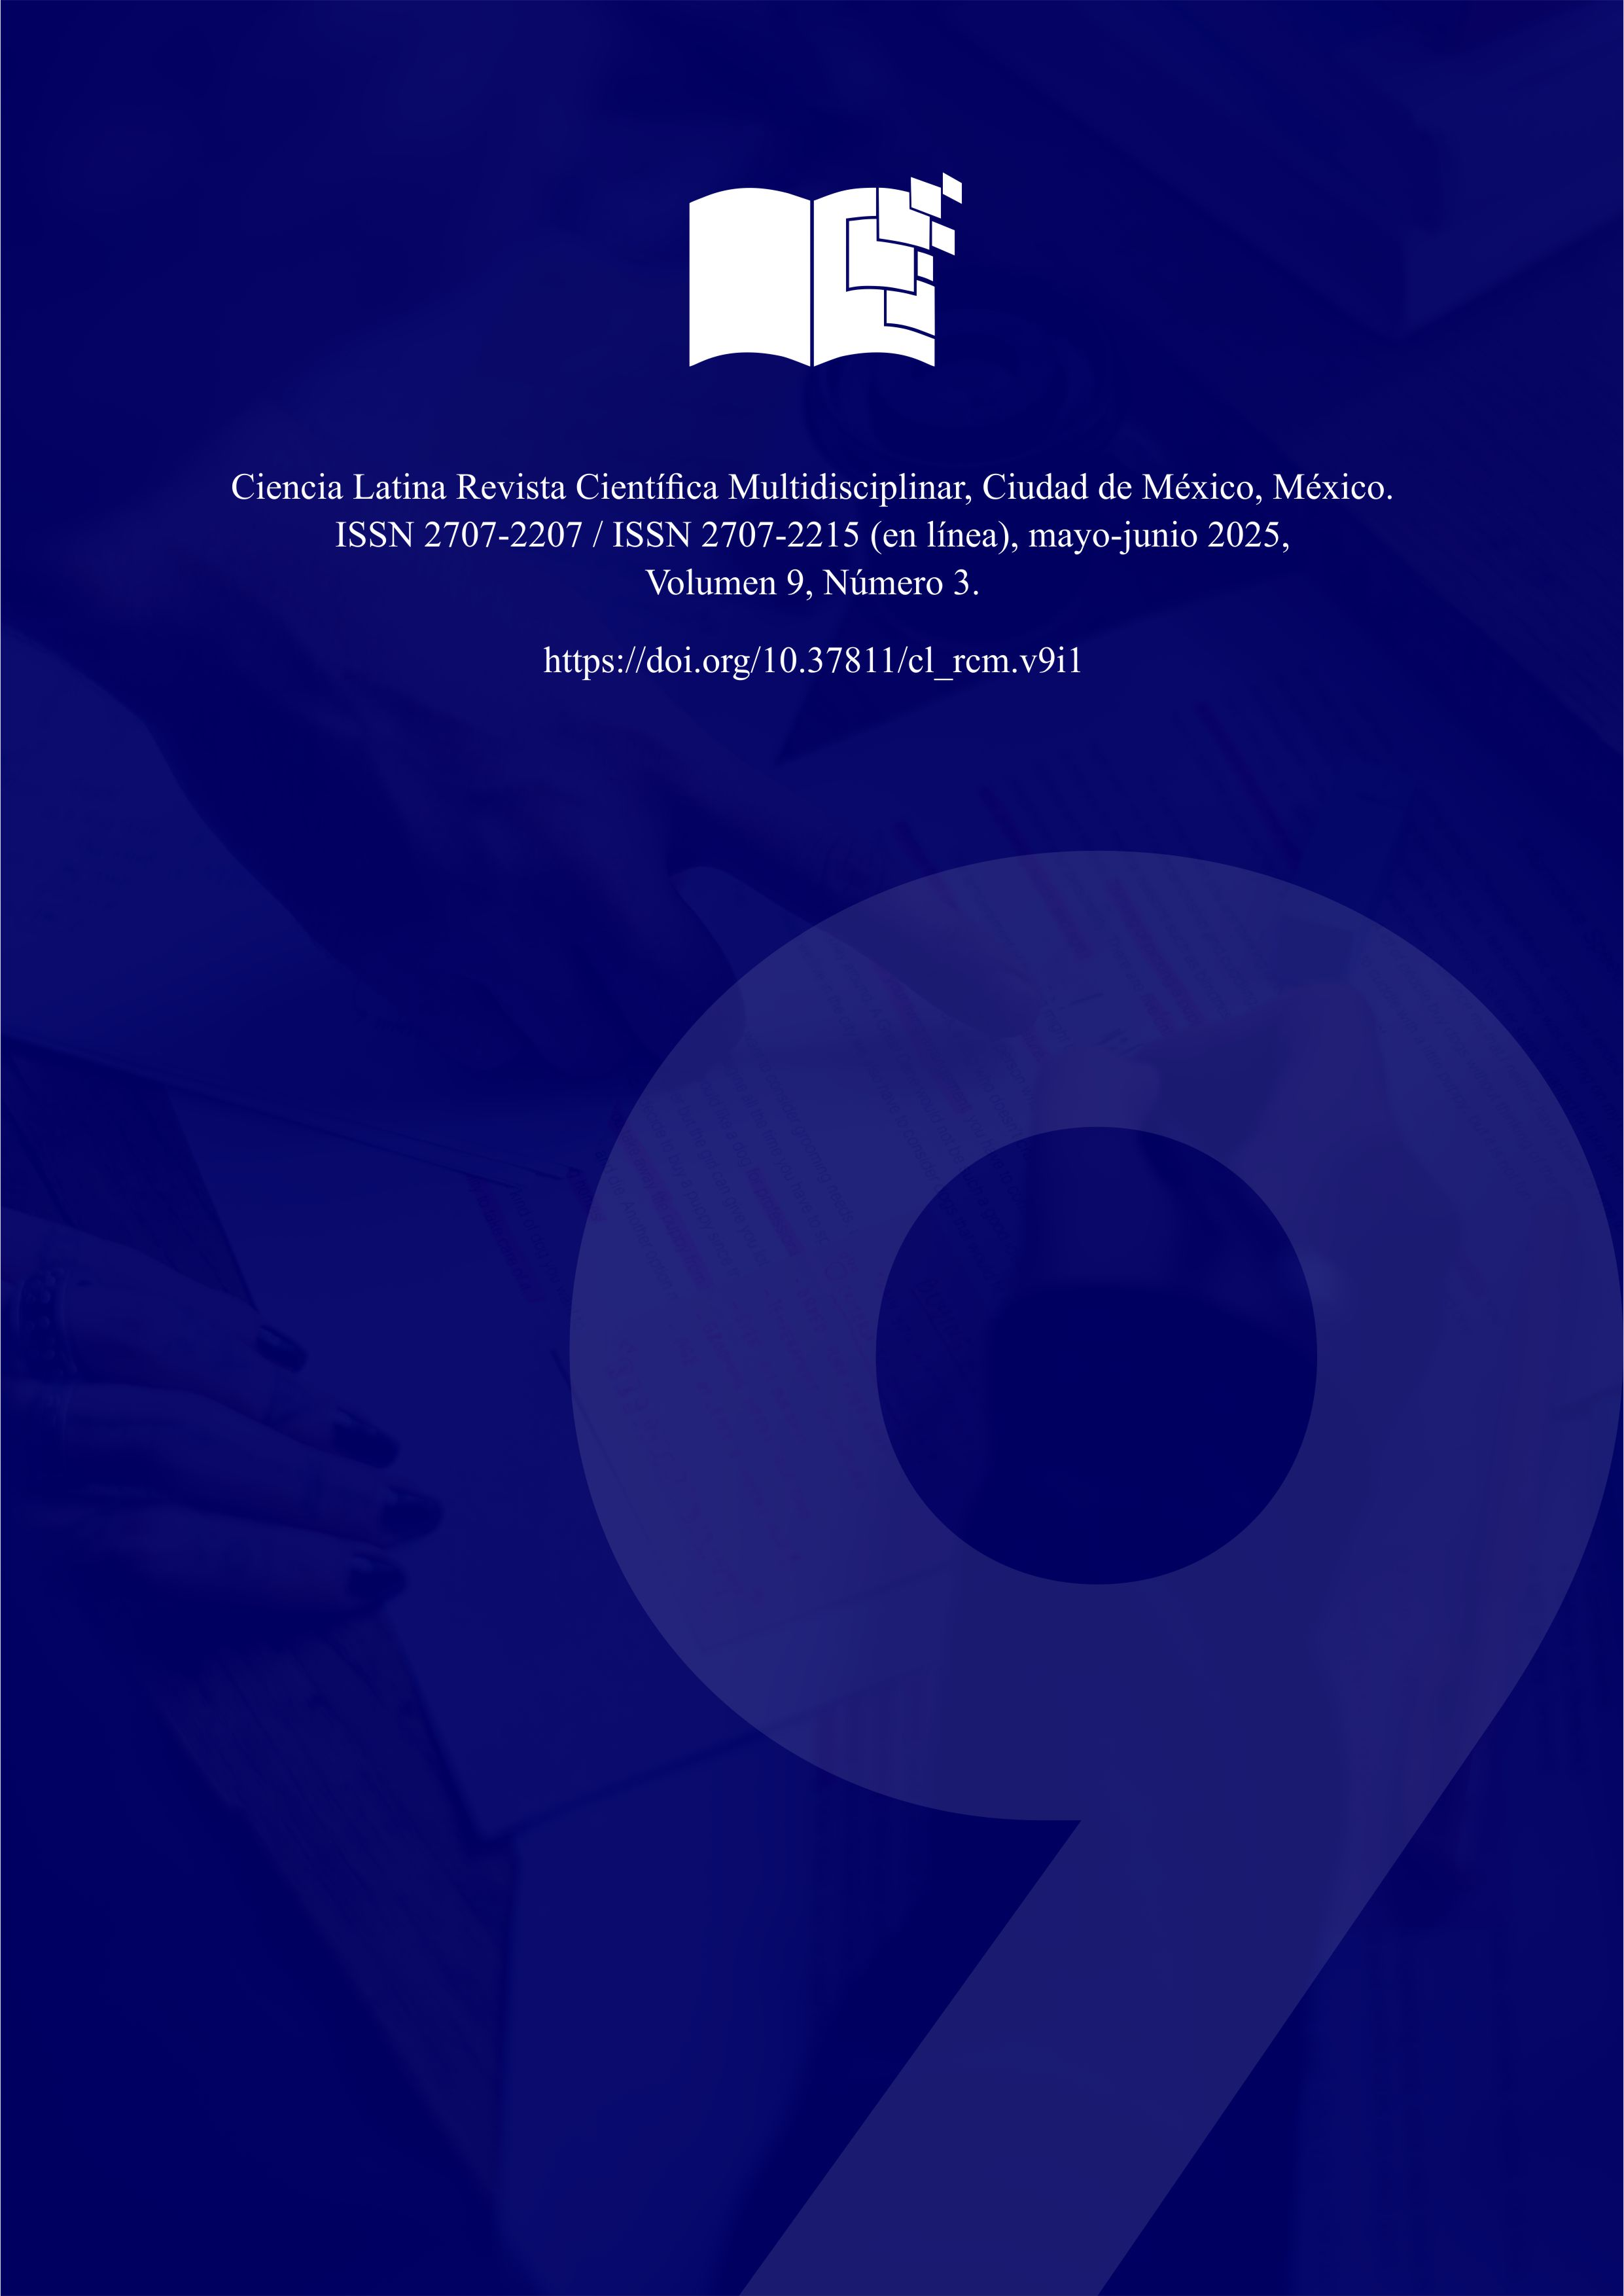 Ciencia Latina Revista Científica Multidisciplinar, Ciudad de México, México.
ISSN 2707-2207 / ISSN 2707-2215 (en línea), mayo-junio 2025,
Volumen 9, Número 3.
https://doi.org/10.37811/cl_rcm.v9i1
9